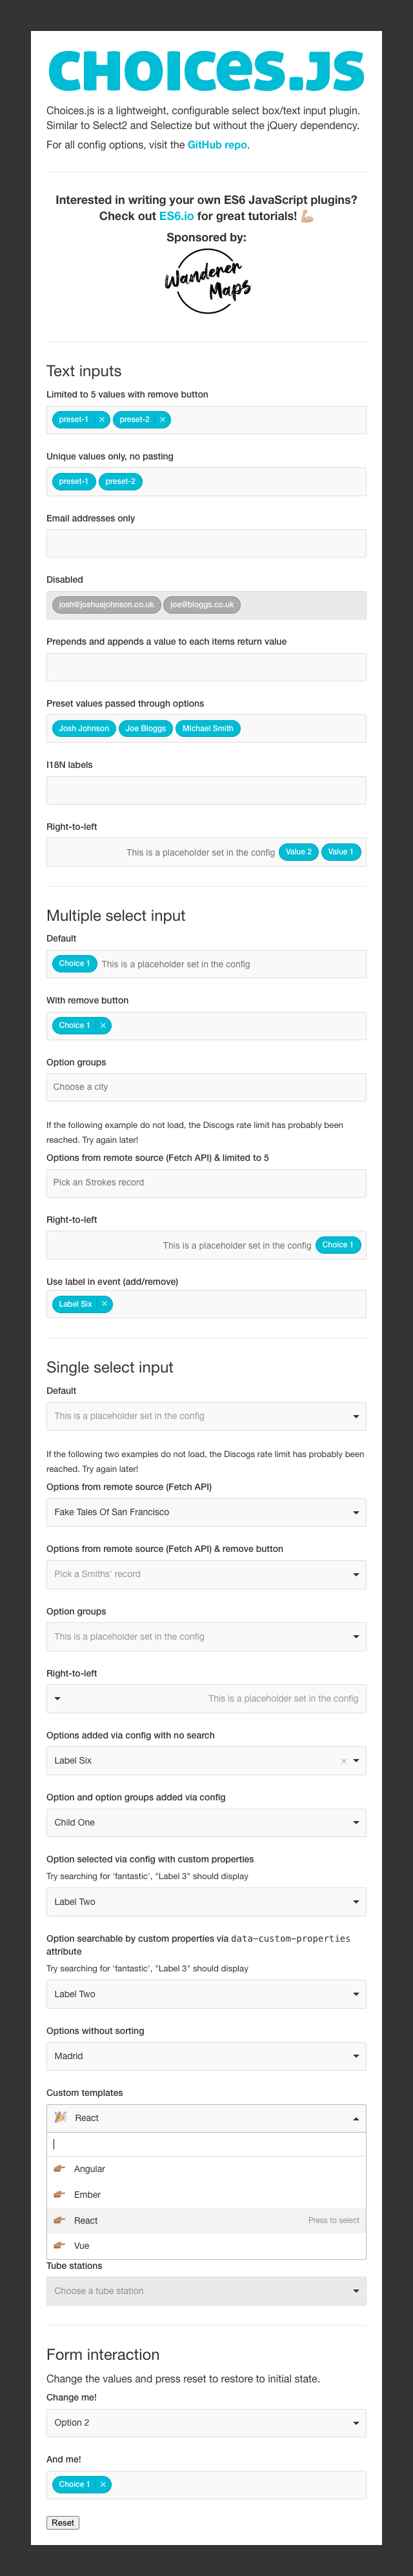 CHOICES.JS
Choices.js is a lightweight, configurable select box/text input plugin.
Similar to Select2 and Selectize but without the jQuery dependency.
For all config options, visit the GitHub repo.
Interested in writing your own ES6 JavaScript plugins?
Check out ES6.io for great tutorials! 💪🏼
Sponsored by:
Wanderer
Maps
Text inputs
Limited to 5 values with remove button
preset-1 × preset-2 ×
Unique values only, no pasting
preset-1 preset-2
Email addresses only
Disabled
josh@joshuajohnson.co.uk joe@bloggs.co.uk
Prepends and appends a value to each items return value
Preset values passed through options
Josh Johnson Joe Bloggs Michael Smith
I18N labels
Right-to-left
This is a placeholder set in the config Value 2 Value 1
Multiple select input
Default
Choice 1 This is a placeholder set in the config
With remove button
Choice 1 ×
Option groups
Choose a city
If the following example do not load, the Discogs rate limit has probably been
reached. Try again later!
Options from remote source (Fetch API) & limited to 5
Pick an Strokes record
Right-to-left
This is a placeholder set in the config Choice 1
Use label in event (add/remove)
Label Six ×
Single select input
Default
This is a placeholder set in the config
If the following two examples do not load, the Discogs rate limit has probably been
reached. Try again later!
Options from remote source (Fetch API)
Fake Tales Of San Francisco
Options from remote source (Fetch API) & remove button
Pick a Smiths' record
Option groups
This is a placeholder set in the config
Right-to-left
This is a placeholder set in the config
Options added via config with no search
Label Six ×
Option and option groups added via config
Child One
Option selected via config with custom properties
Try searching for 'fantastic', "Label 3" should display
Label Two
Option searchable by custom properties via data-custom-properties
attribute
Try searching for 'fantastic', "Label 3" should display
Label Two
Options without sorting
Madrid
Custom templates
🎉 React
👉🏽 Angular
👉🏽 Ember
👉🏽 React Press to select
👉🏽 Vue
Tube stations
Choose a tube station
Form interaction
Change the values and press reset to restore to initial state.
Change me!
Option 2
And me!
Choice 1 ×
Reset